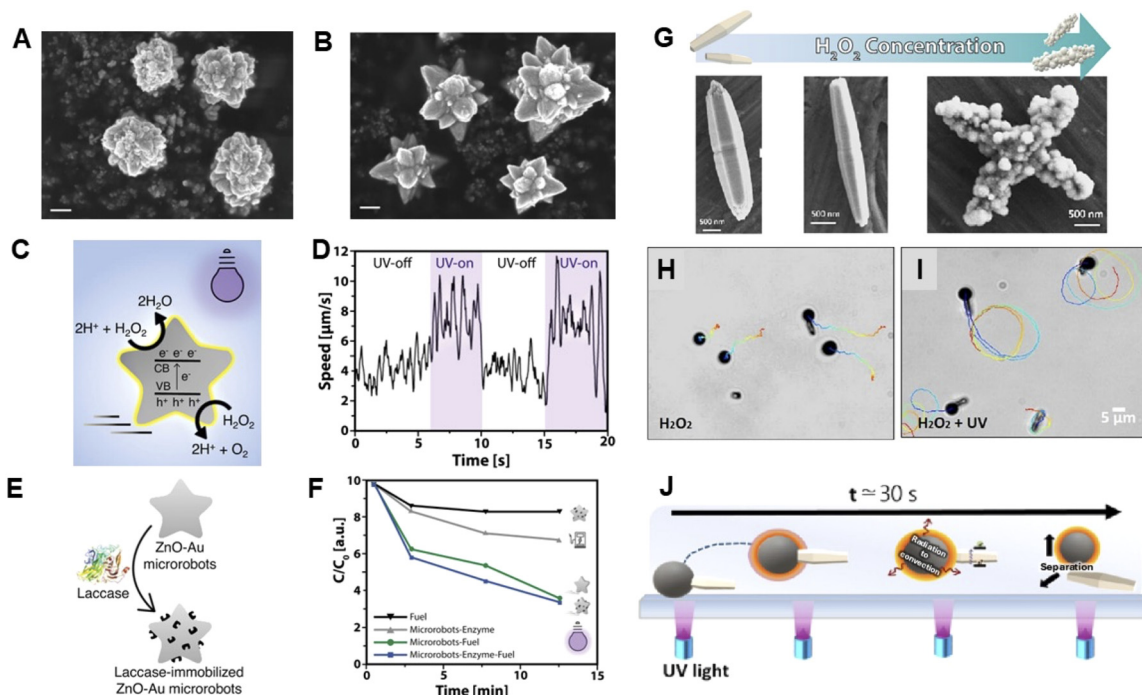 A
B
C
2H₂O
2H⁺ + H₂O₂
e⁻ e⁻ e⁻
CB
e⁻
VB
h⁺ h⁺ h⁺
H₂O₂
2H⁺ + O₂
D
UV-off UV-on UV-off UV-on
Speed [µm/s]
12
10
8
6
4
2
0
0 5 10 15 20
Time [s]
E
ZnO-Au
microrobots
Laccase
Laccase-immobilized
ZnO-Au microrobots
F
C/C₀ [a.u.]
10
8
6
4
2
0
Fuel
Microrobots-Enzyme
Microrobots-Fuel
Microrobots-Enzyme-Fuel
0 5 10 15
Time [min]
G
H₂O₂ Concentration
500 nm
500 nm
500 nm
H
H₂O₂
I
H₂O₂ + UV
5 µm
J
t ≃ 30 s
Radiation
to
convection
Separation
UV light